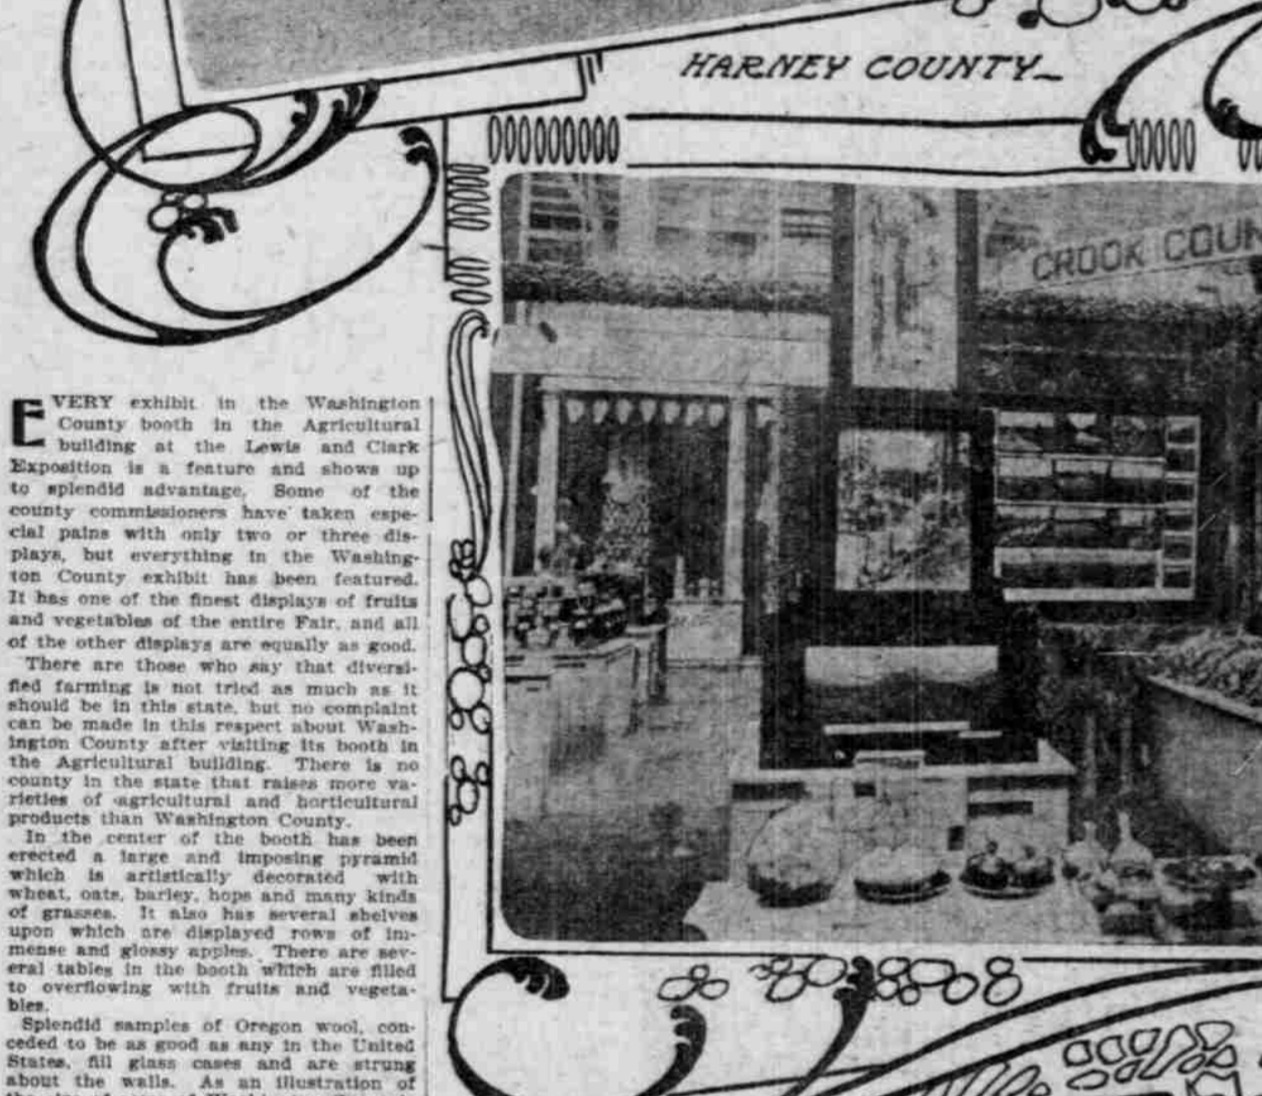 HARNEY COUNTY
CROOK COUN
EVERY exhibit in the Washington
County booth in the Agricultural
building at the Lewis and Clark
Exposition is a feature and shows up
to splendid advantage. Some of the
county commissioners have taken espe-
cial pains with only two or three dis-
plays, but everything in the Washing-
ton County exhibit has been featured.
It has one of the finest displays of fruits
and vegetables of the entire Fair, and all
of the other displays are equally as good.
There are those who say that diversi-
fied farming is not tried as much as it
should be in this state, but no complaint
can be made in this respect about Wash-
ington County after visiting its booth in
the Agricultural building. There is no
county in the state that raises more va-
rieties of agricultural and horticultural
products than Washington County.
In the center of the booth has been
erected a large and imposing pyramid
which is artistically decorated with
wheat, oats, barley, hops and many kinds
of grasses. It also has several shelves
upon which are displayed rows of im-
mense and glossy apples. There are sev-
eral tables in the booth which are filled
to overflowing with fruits and vegeta-
bles.
Splendid samples of Oregon wool, con-
ceded to be as good as any in the United
States, fill glass cases and are strung
about the walls. As an illustration of